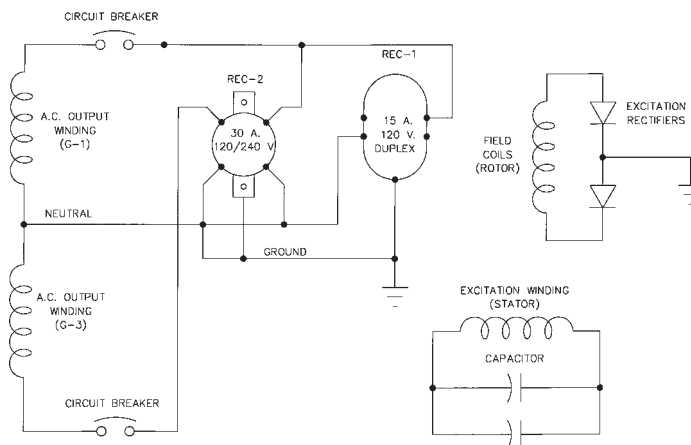 CIRCUIT BREAKER
REC-1
REC-2
A.C. OUTPUT
WINDING
(G-1)
30 A.
120/240 V
15 A.
120 V.
DUPLEX
EXCITATION
RECTIFIERS
FIELD
COILS
(ROTOR)
NEUTRAL
GROUND
A.C. OUTPUT
WINDING
(G-3)
EXCITATION WINDING
(STATOR)
CAPACITOR
CIRCUIT BREAKER